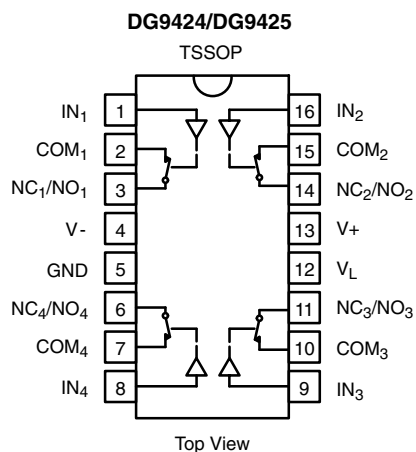 DG9424/DG9425
TSSOP
IN₁ 1 16 IN₂
COM₁ 2 15 COM₂
NC₁/NO₁ 3 14 NC₂/NO₂
V- 4 13 V+
GND 5 12 V_L
NC₄/NO₄ 6 11 NC₃/NO₃
COM₄ 7 10 COM₃
IN₄ 8 9 IN₃
Top View